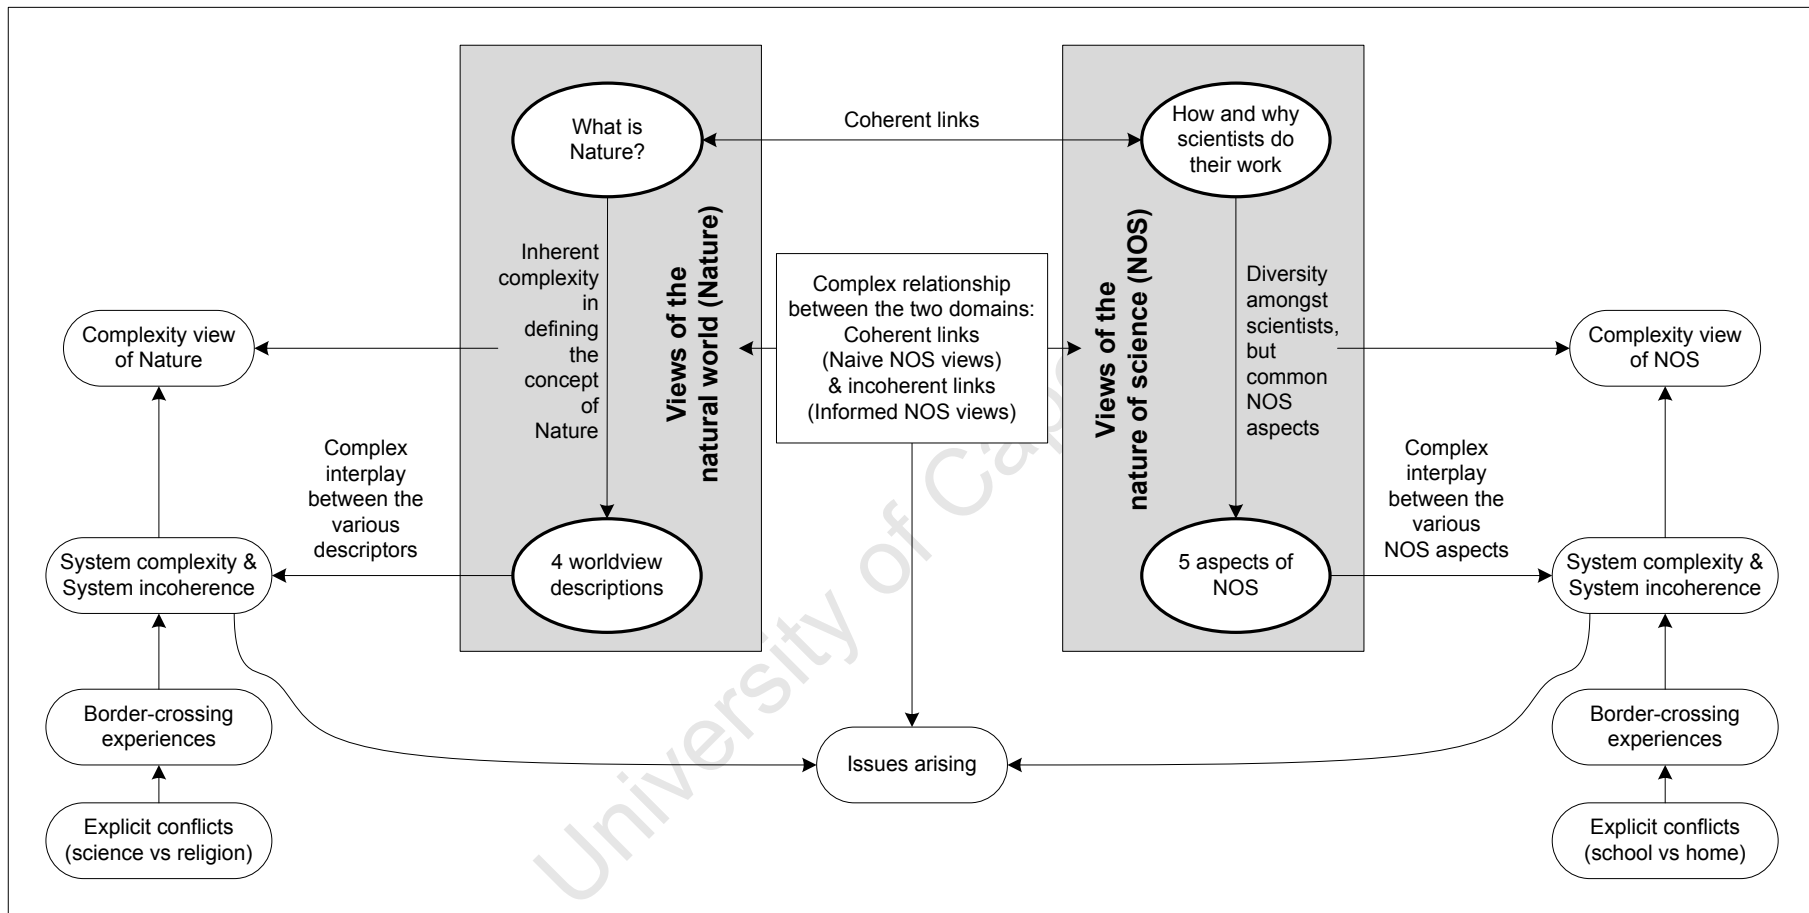 What is
Nature?
Coherent links
How and why
scientists do
their work
Inherent
complexity
in
defining
the
concept
of
Nature
Views of the
natural world (Nature)
Complex relationship
between the two domains:
Coherent links
(Naive NOS views)
& incoherent links
(Informed NOS views)
Views of the
nature of science (NOS)
Diversity
amongst
scientists,
but
common
NOS
aspects
Complexity view
of Nature
Complexity view
of NOS
Complex
interplay
between the
various
descriptors
Complex
interplay
between the
various
NOS aspects
System complexity &
System incoherence
4 worldview
descriptions
5 aspects
of NOS
System complexity &
System incoherence
Border-crossing
experiences
Issues arising
Border-crossing
experiences
Explicit conflicts
(science vs religion)
Explicit conflicts
(school vs home)
University of